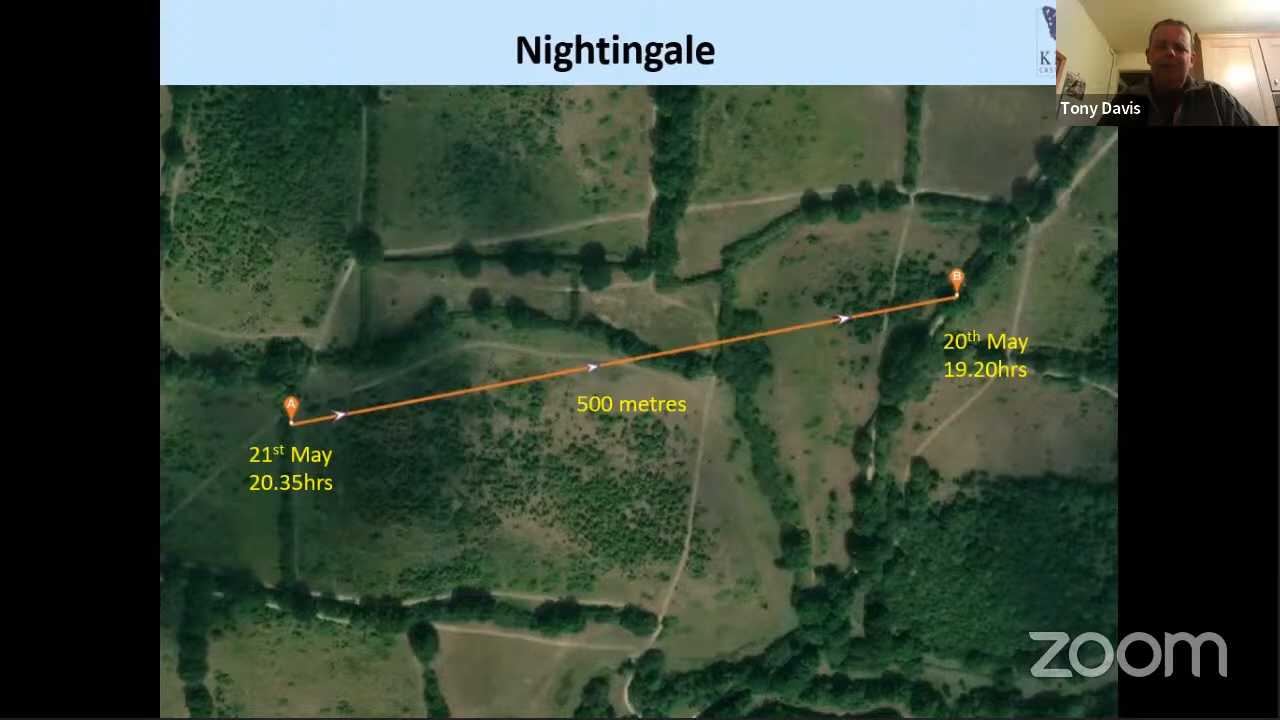 Nightingale
Tony Davis
B
20th May
19.20hrs
A
500 metres
21st May
20.35hrs
zoom